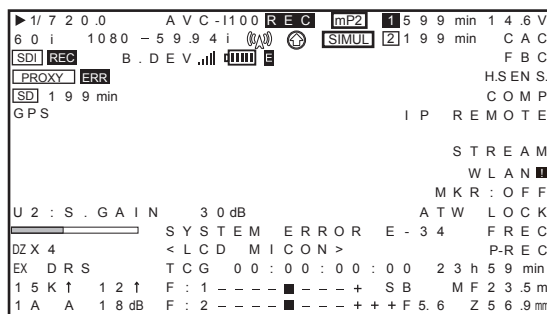 ▶1/720.0 AVC-I100 REC mP2 1 599 min 14.6V
60i 1080-59.94i SIMUL 2 199 min CAC
SDI REC B.DEV E FBC
PROXY ERR H.SENS.
SD 199 min COMP
GPS IP REMOTE
STREAM
WLAN !
MKR:OFF
U2:S.GAIN 30dB ATW LOCK
SYSTEM ERROR E-34 FREC
DZX4 <LCD MICON> P-REC
EX DRS TCG 00:00:00:00 23h59min
15K↑ 12↑ F:1----■----+ SB MF23.5m
1A A 18dB F:2----■----+++F5.6 Z56.9mm